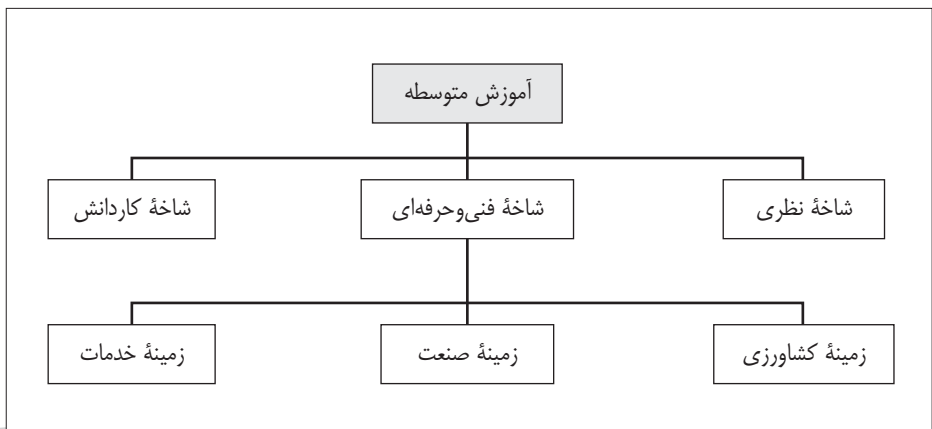 آموزش متوسطه
شاخهٔ نظری
شاخهٔ فنی‌وحرفه‌ای
شاخهٔ کاردانش
زمینهٔ کشاورزی
زمینهٔ صنعت
زمینهٔ خدمات